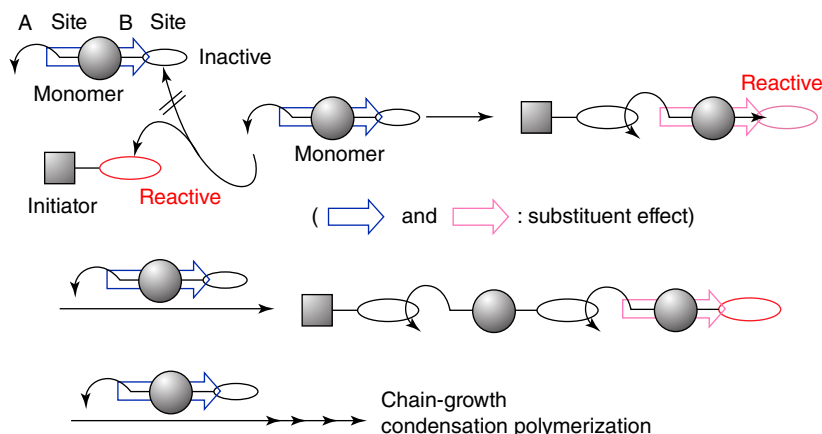 A Site B Site
Inactive
Monomer
Reactive
Monomer
Reactive
Initiator
( and : substituent effect)
Chain-growth
condensation polymerization